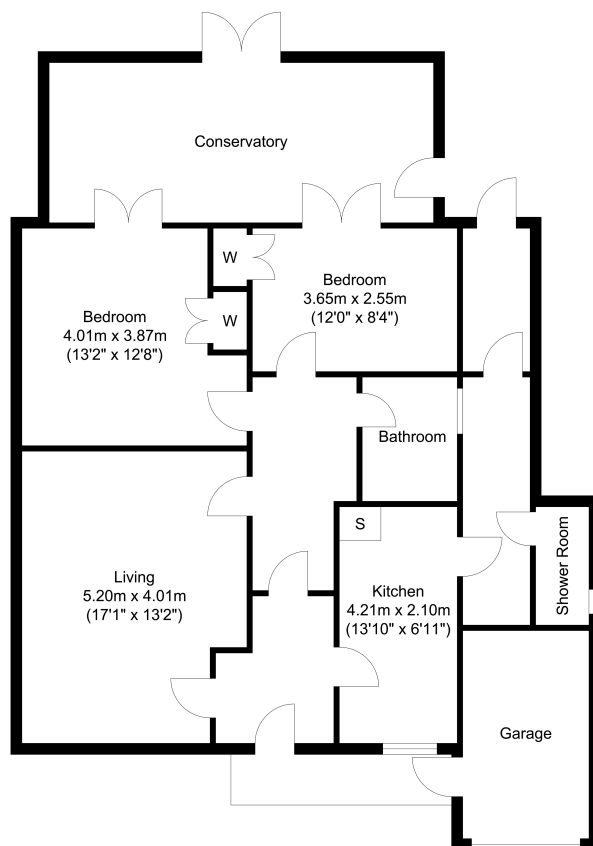 Conservatory
W
Bedroom
3.65m x 2.55m
(12'0" x 8'4")
W
Bedroom
4.01m x 3.87m
(13'2" x 12'8")
Bathroom
S
Shower Room
Living
5.20m x 4.01m
(17'1" x 13'2")
Kitchen
4.21m x 2.10m
(13'10" x 6'11")
Garage